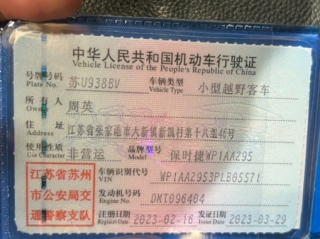 中华人民共和国机动车行驶证
Vehicle License of the People's Republic of China
号牌号码 苏U938BV 车辆类型 小型越野客车
Plate No. Vehicle Type
所有人 周英
Owner
住址 江苏省张家港市大新镇新凯村第十八组46号
Address
使用性质 非营运 品牌型号 保时捷WP1AA295
Use Character Model
江苏省苏州市公安局交通警察支队
车辆识别代号 WP1AA2953PLB05571
VIN
发动机号码 DKT096484
Engine No.
注册日期 2023-02-16 发证日期 2023-03-29
Register Date Issue Date